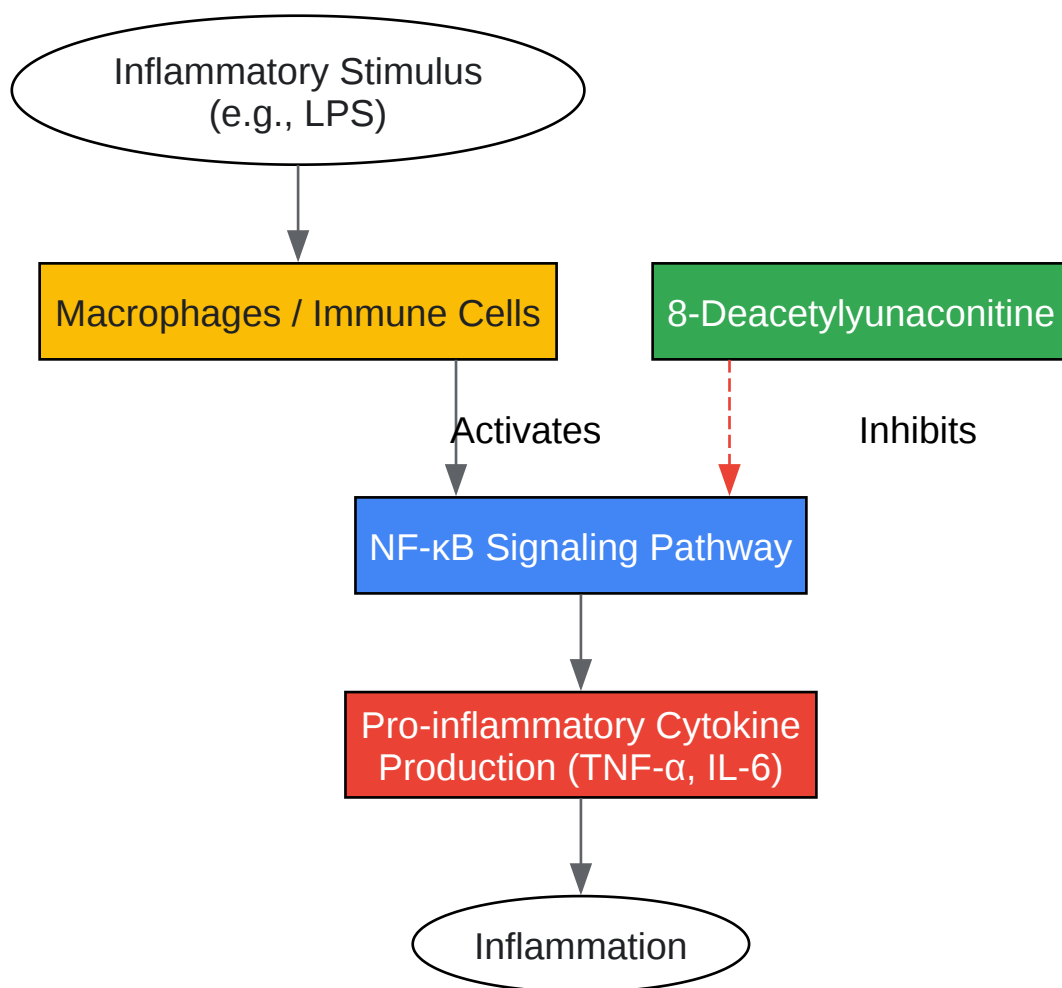 Inflammatory Stimulus
(e.g., LPS)
Macrophages / Immune Cells
8-Deacetylyunaconitine
Activates
Inhibits
NF-κB Signaling Pathway
Pro-inflammatory Cytokine
Production (TNF-α, IL-6)
Inflammation